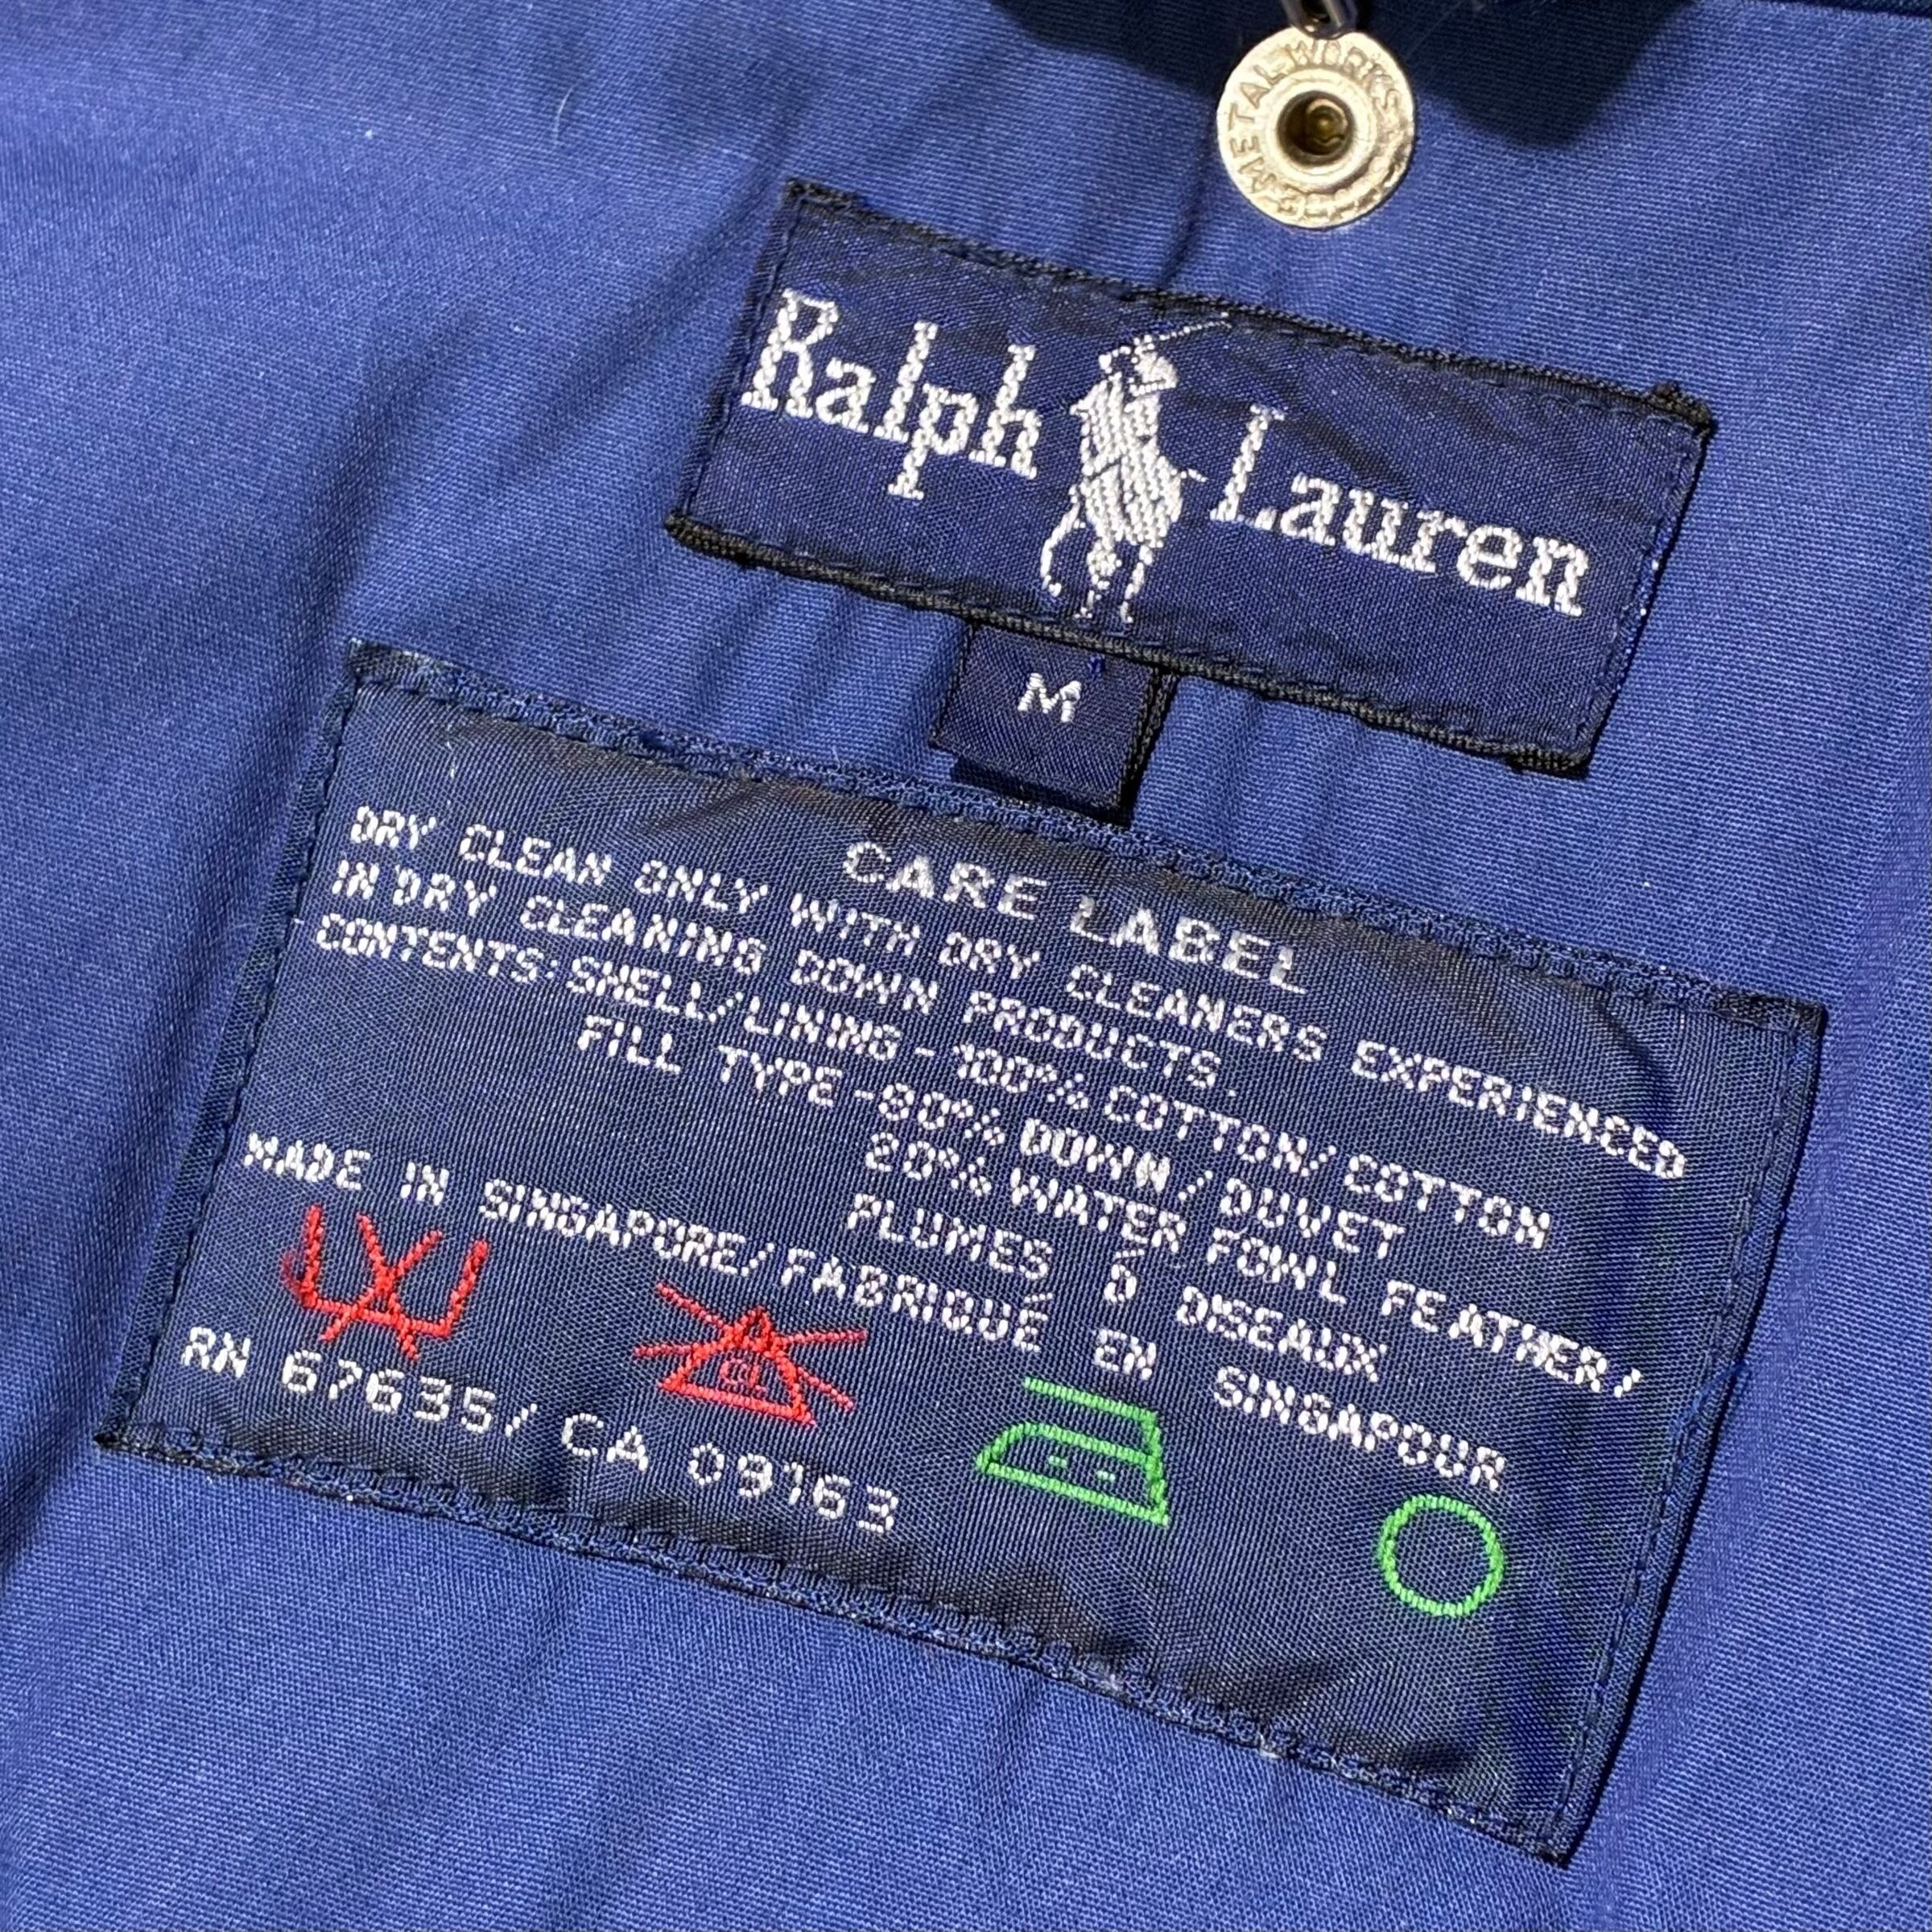 METAL WORKS
Ralph Lauren
M
CARE LABEL
DRY CLEAN ONLY WITH DRY CLEANERS EXPERIENCED
IN DRY CLEANING DOWN PRODUCTS.
CONTENTS: SHELL/LINING-100% COTTON/COTTON
FILL TYPE-80% DOWN/DUVET
20% WATER FOWL FEATHER/
PLUMES D́ OISEAUX
MADE IN SINGAPORE/FABRIQUÉ EN SINGAPOUR
CL
RN 67635/CA 09163